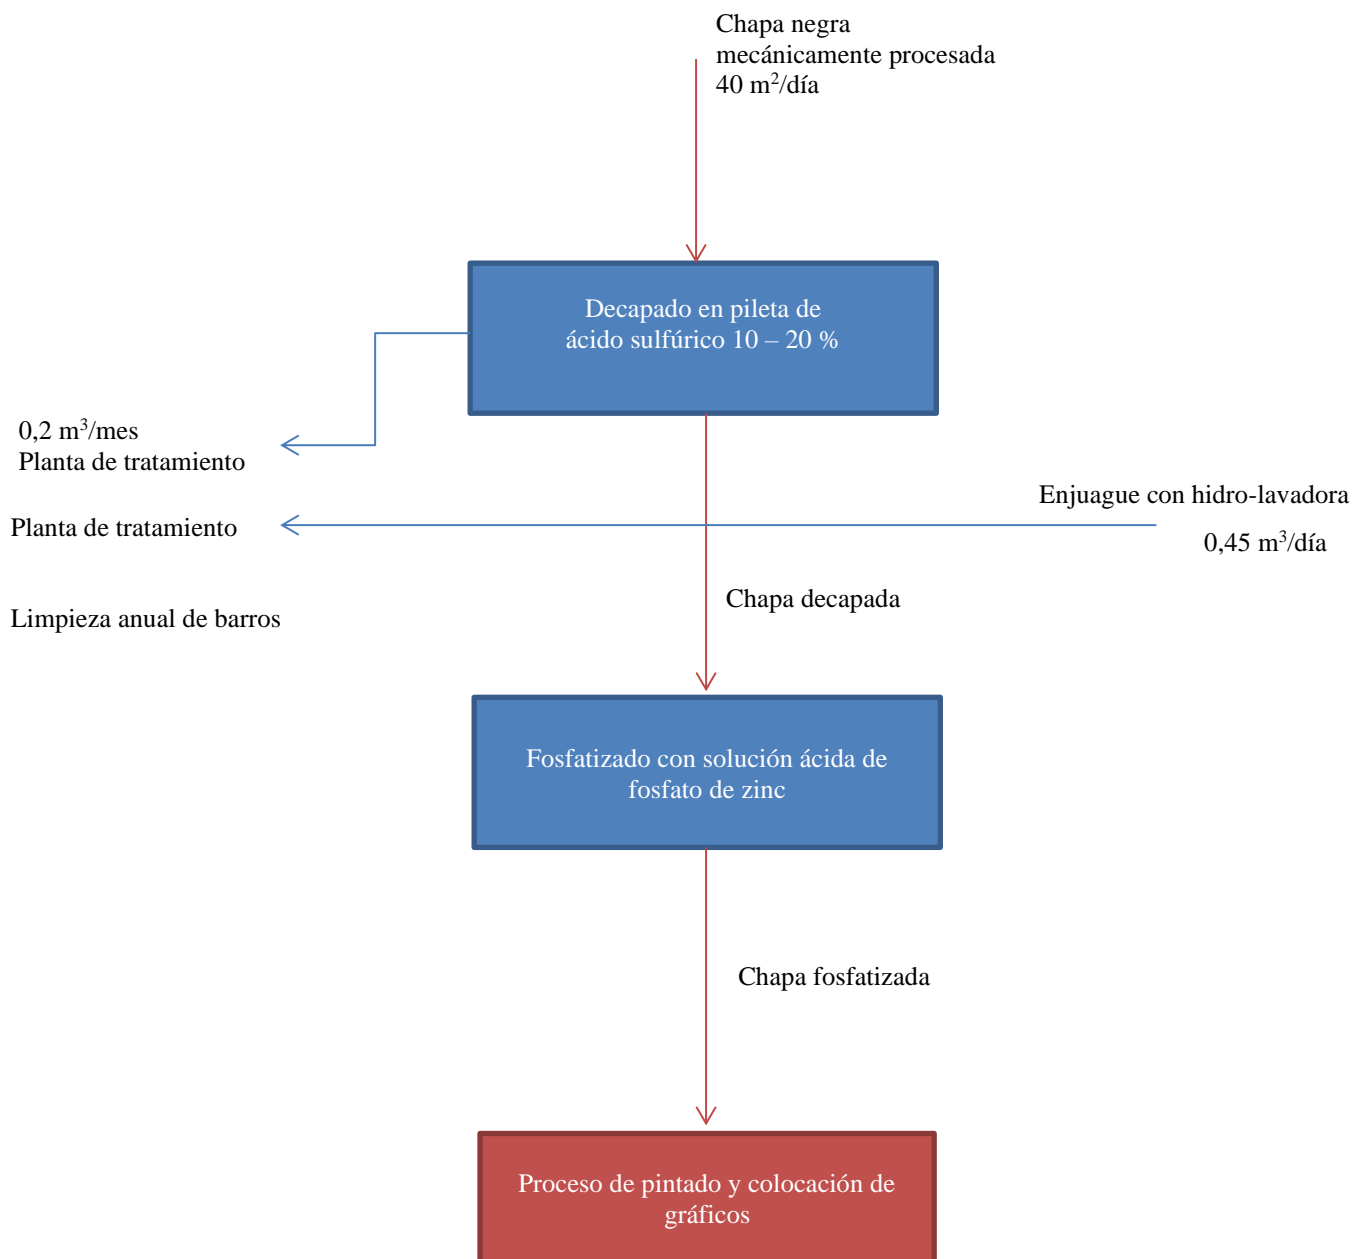 Chapa negra
mecánicamente procesada
40 m²/día
Decapado en pileta de
ácido sulfúrico 10 – 20 %
0,2 m³/mes
Planta de tratamiento
Enjuague con hidro-lavadora
Planta de tratamiento
0,45 m³/día
Chapa decapada
Limpieza anual de barros
Fosfatizado con solución ácida de
fosfato de zinc
Chapa fosfatizada
Proceso de pintado y colocación de
gráficos